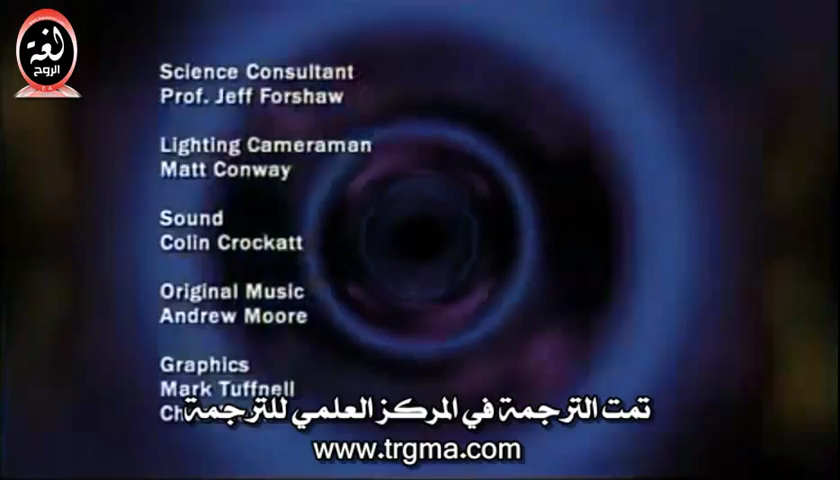 لغة
الروح
Science Consultant
Prof. Jeff Forshaw
Lighting Cameraman
Matt Conway
Sound
Colin Crockatt
Original Music
Andrew Moore
Graphics
Mark Tuffnell
تمت الترجمة في المركز العلمي للترجمة
www.trgma.com